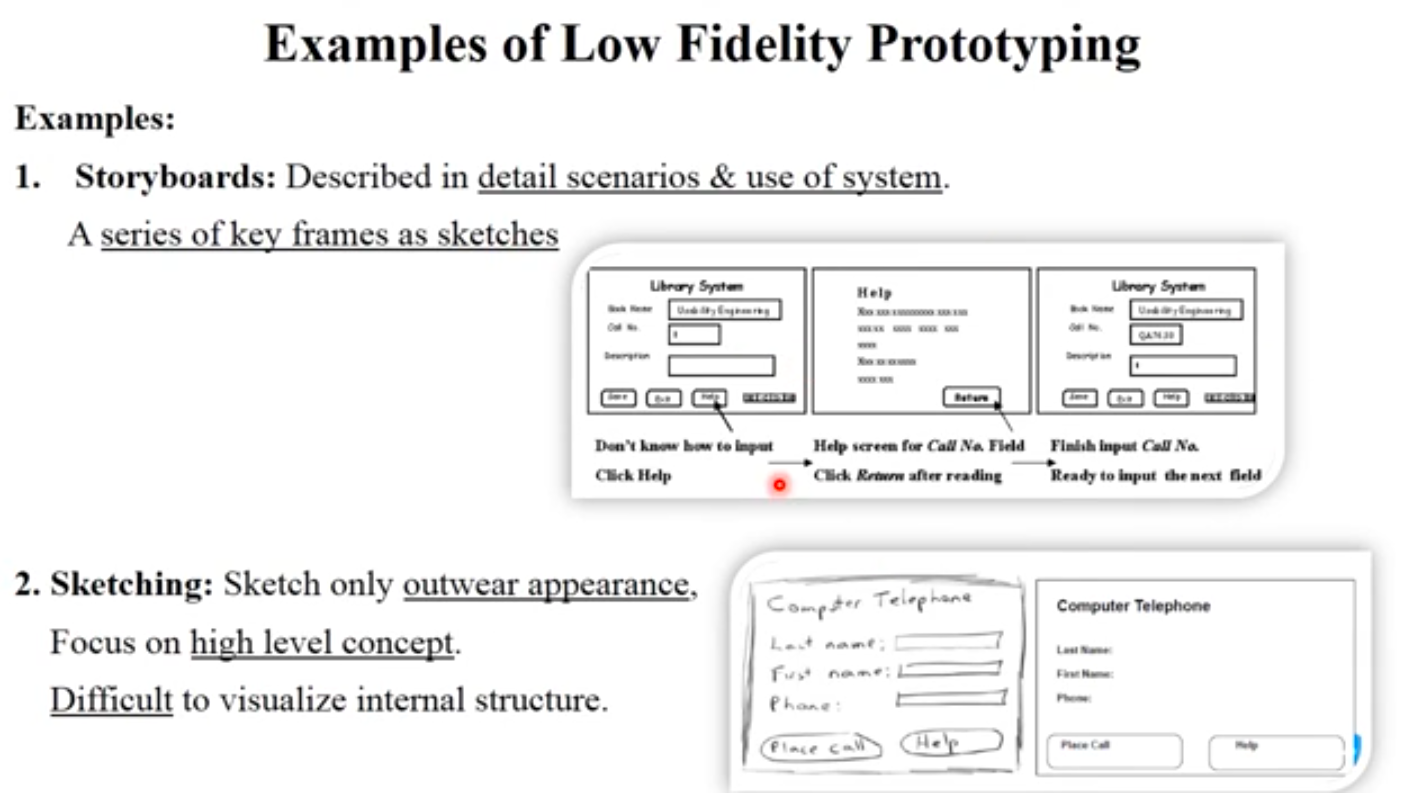 Examples of Low Fidelity Prototyping
Examples:
1. Storyboards: Described in detail scenarios & use of system.
A series of key frames as sketches
Library System
Book Name Usability Engineering
Call No.
Description
Save Exit Help
Don't know how to input
Click Help
Help
Return
Help screen for Call No. Field
Click Return after reading
Library System
Book Name Usability Engineering
Call No.
Description
Save Exit Help
Finish input Call No.
Ready to input the next field
2. Sketching: Sketch only outwear appearance,
Focus on high level concept.
Difficult to visualize internal structure.
Computer Telephone
Last name:
First name:
Phone:
Place call Help
Computer Telephone
Last Name:
First Name:
Phone:
Place Call Help